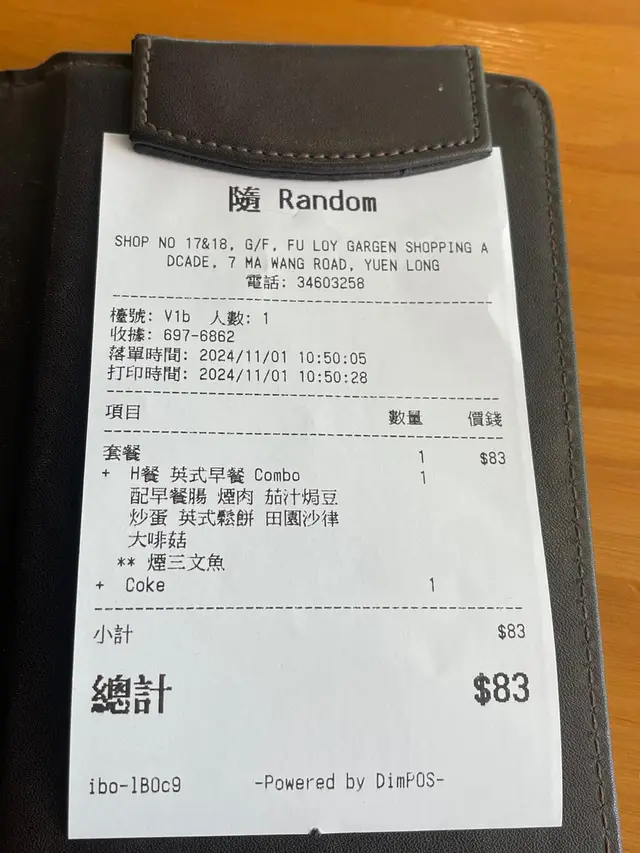 隨 Random
SHOP NO 17&18, G/F, FU LOY GARGEN SHOPPING A
DCADE, 7 MA WANG ROAD, YUEN LONG
電話: 34603258
檯號: V1b 人數: 1
收據: 697-6862
落單時間: 2024/11/01 10:50:05
打印時間: 2024/11/01 10:50:28
項目 數量 價錢
套餐 1 $83
+ H餐 英式早餐 Combo 1
配早餐腸 煙肉 茄汁焗豆
炒蛋 英式鬆餅 田園沙律
大啡菇
** 煙三文魚
+ Coke 1
小計 $83
總計 $83
ibo-1B0c9 -Powered by DimPOS-